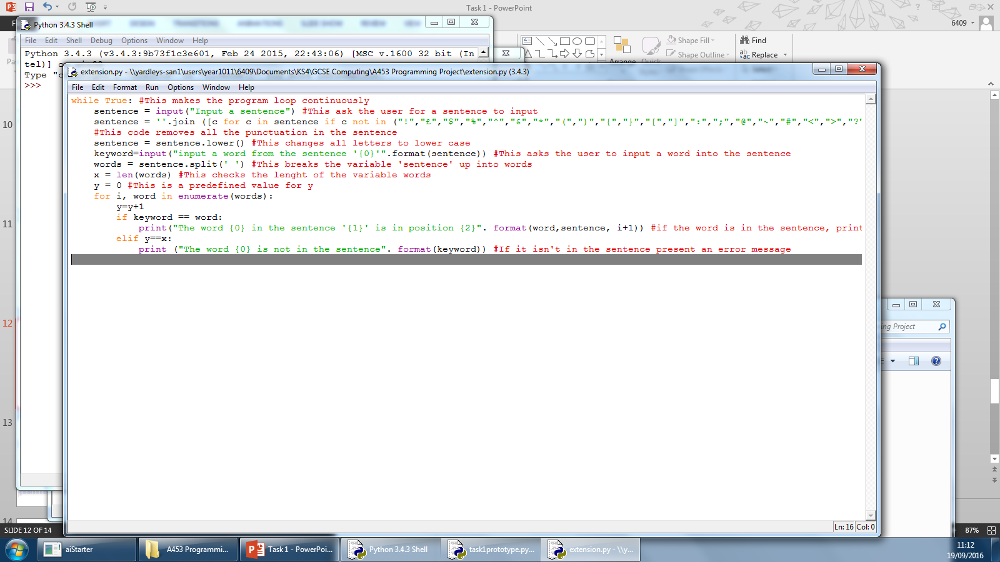 Task 1 - PowerPoint
6409
Python 3.4.3 Shell
File Edit Shell Debug Options Window Help
Python 3.4.3 (v3.4.3:9b73f1c3e601, Feb 24 2015, 22:43:06) [MSC v.1600 32 bit (In
tel)]
Type "c
>>>
Shape Fill
Shape Outline
Arrange
Quick
Find
Replace
extension.py - \\yardleys-san1\users\year1011\6409\Documents\KS4\GCSE Computing\A453 Programming Project\extension.py (3.4.3)
File Edit Format Run Options Window Help
while True: #This makes the program loop continuously
sentence = input("Input a sentence") #This ask the user for a sentence to input
sentence = ''.join ([c for c in sentence if c not in ("!","£","$","%","^","&","*","(",")","{","}","[","]",":",";","@","~","#","<",">","?"
#This code removes all the punctuation in the sentence
sentence = sentence.lower() #This changes all letters to lower case
keyword=input("input a word from the sentence '{0}'".format(sentence)) #This asks the user to input a word into the sentence
words = sentence.split(' ') #This breaks the variable 'sentence' up into words
x = len(words) #This checks the lenght of the variable words
y = 0 #This is a predefined value for y
for i, word in enumerate(words):
y=y+1
if keyword == word:
print("The word {0} in the sentence '{1}' is in position {2}". format(word,sentence, i+1)) #if the word is in the sentence, print
elif y==x:
print ("The word {0} is not in the sentence". format(keyword)) #If it isn't in the sentence present an error message
Ln: 16 Col: 0
10
11
12
13
14
ing Project
SLIDE 12 OF 14
87%
aiStarter
A453 Programmi...
Task 1 - PowerPoi...
Python 3.4.3 Shell
task1prototype.py...
extension.py - \\y...
11:12
19/09/2016